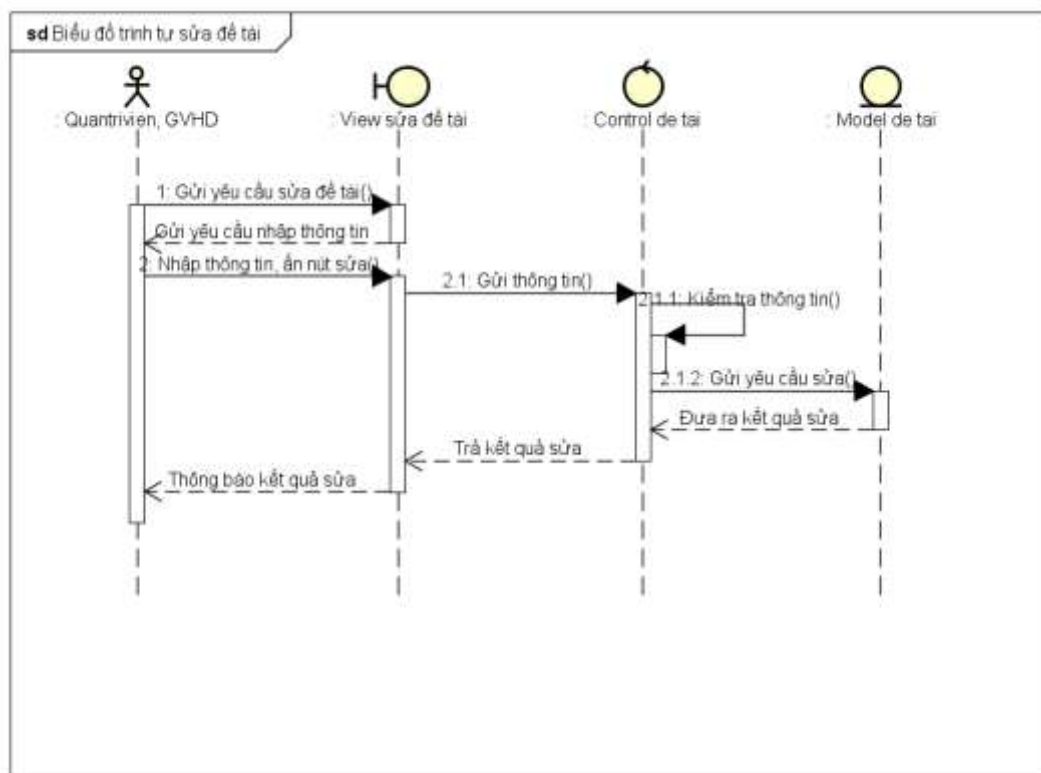 sd Biểu đồ trình tự sửa đề tài
: Quantrivien, GVHD
: View sửa đề tài
: Control de tai
: Model de tai
1: Gửi yêu cầu sửa đề tài()
Gửi yêu cầu nhập thông tin
2: Nhập thông tin, ấn nút sửa()
2.1: Gửi thông tin()
2.1.1: Kiểm tra thông tin()
2.1.2: Gửi yêu cầu sửa()
Đưa ra kết quả sửa
Trả kết quả sửa
Thông báo kết quả sửa